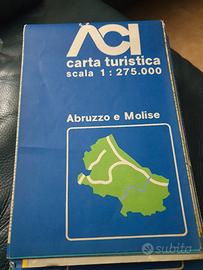 ACI
carta turistica
scala 1:275.000
Abruzzo e Molise
subito